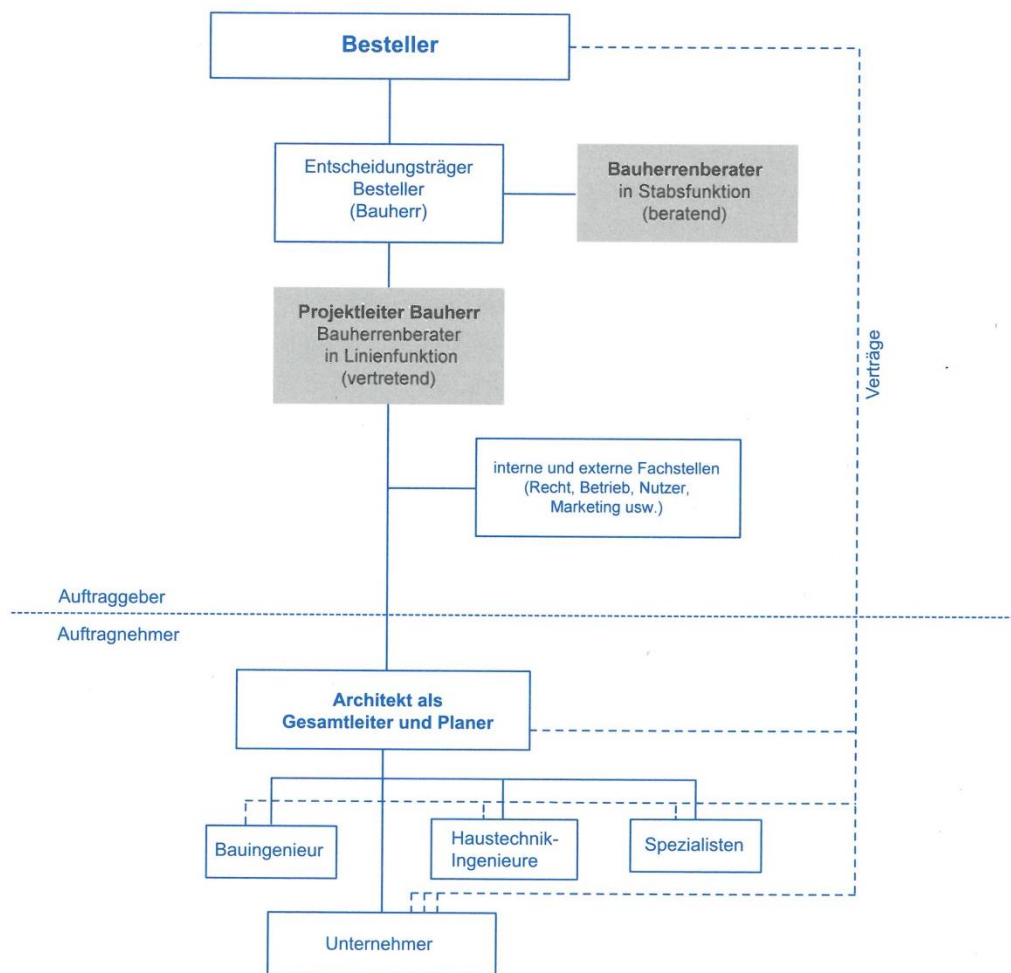 Besteller
Entscheidungsträger
Besteller
(Bauherr)
Bauherrenberater
in Stabsfunktion
(beratend)
Projektleiter Bauherr
Bauherrenberater
in Linienfunktion
(vertretend)
Verträge
interne und externe Fachstellen
(Recht, Betrieb, Nutzer,
Marketing usw.)
Auftraggeber
Auftragnehmer
Architekt als
Gesamtleiter und Planer
Bauingenieur
Haustechnik-
Ingenieure
Spezialisten
Unternehmer